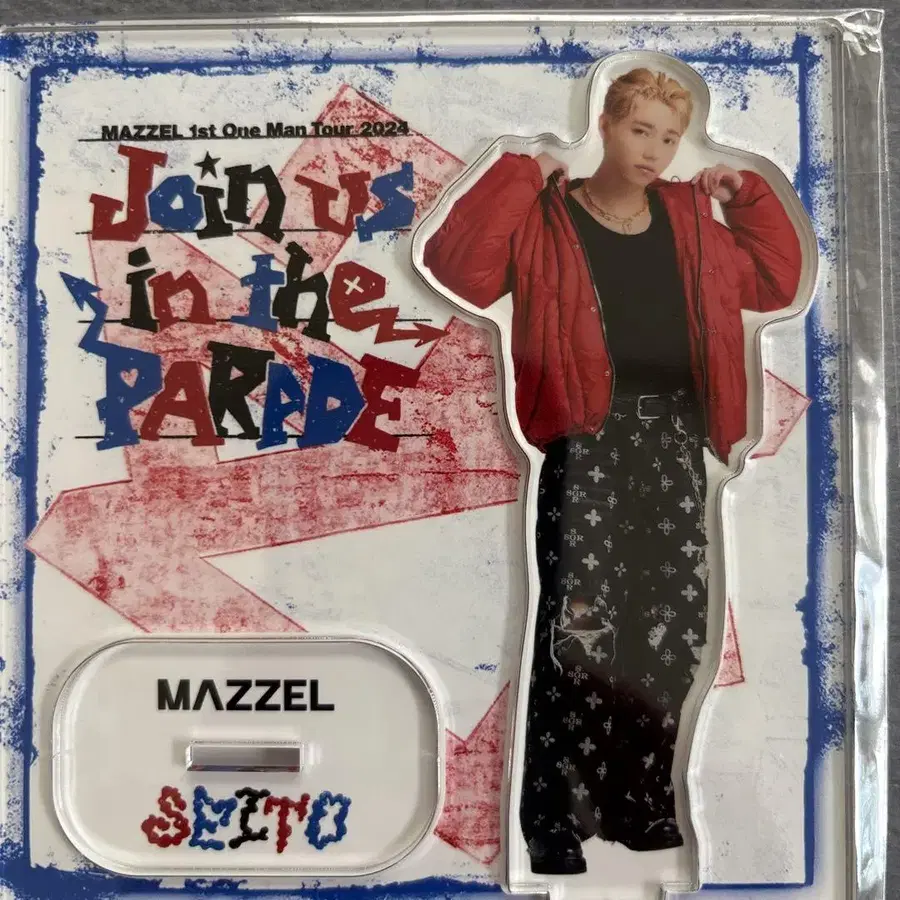 MAZZEL 1st One Man Tour 2024
Join us
in the
PARADE
MAZZEL
SEITO